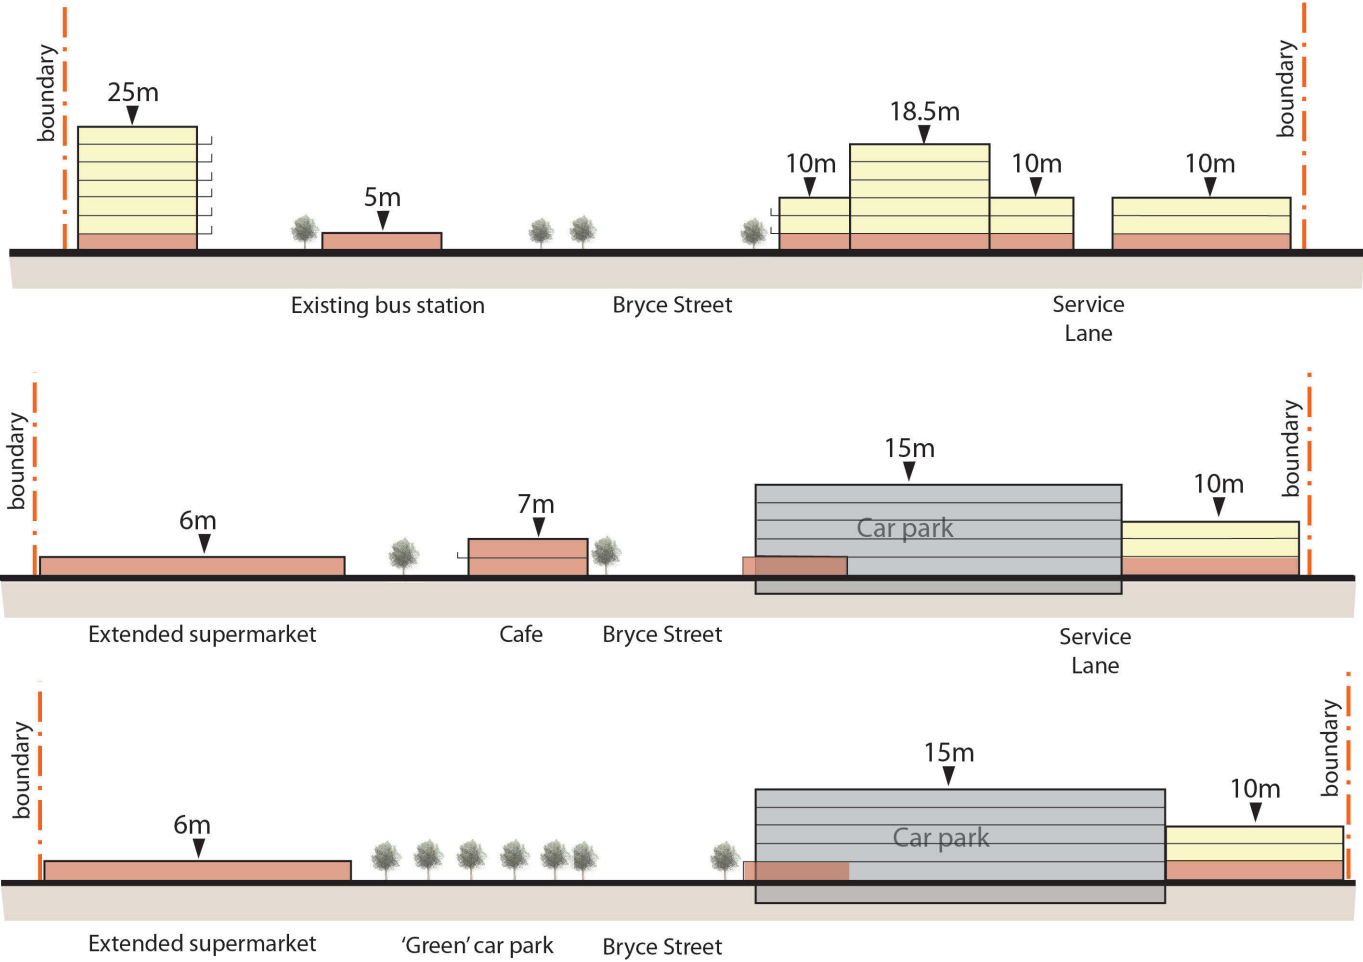 boundary
25m
5m
10m
18.5m
10m
10m
boundary
Existing bus station
Bryce Street
Service
Lane
boundary
6m
7m
15m
Car park
10m
boundary
Extended supermarket
Cafe
Bryce Street
Service
Lane
boundary
6m
15m
Car park
10m
boundary
Extended supermarket
‘Green’ car park
Bryce Street